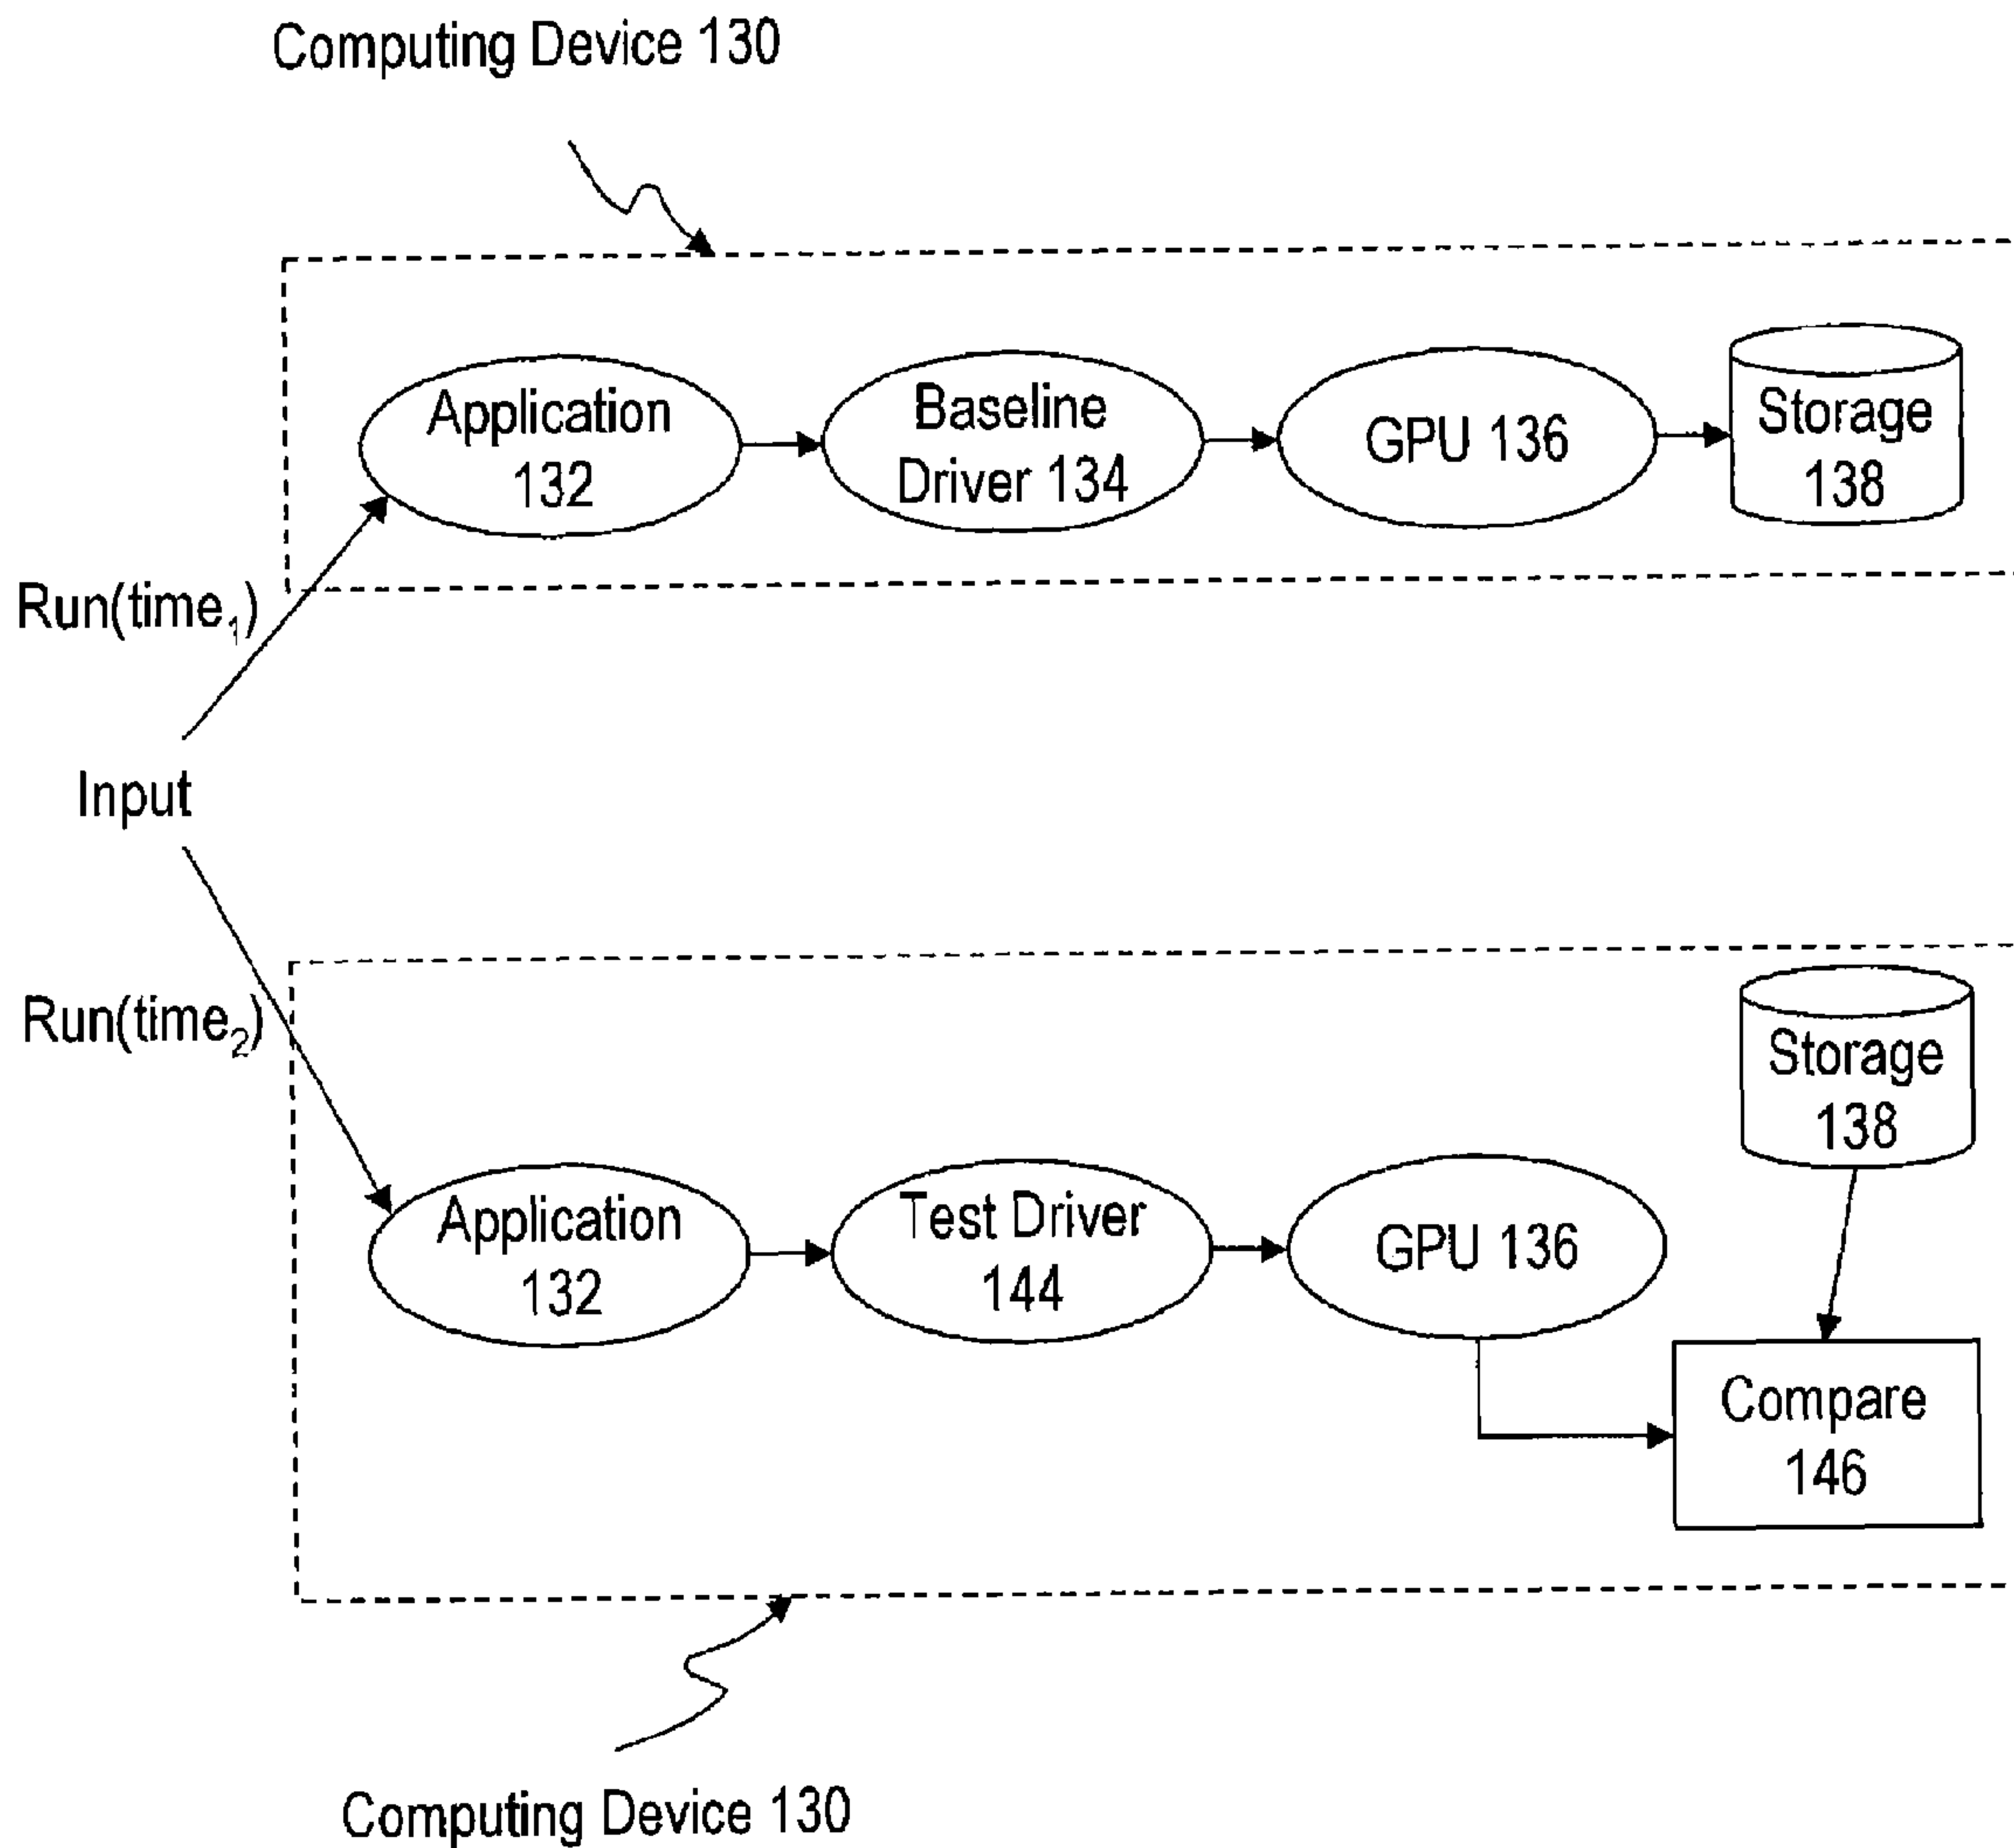 Computing Device 130
Application
132
Baseline
Driver 134
GPU 136
Storage
138
Run(time₁)
Input
Run(time₂)
Storage
138
Application
132
Test Driver
144
GPU 136
Compare
146
Computing Device 130